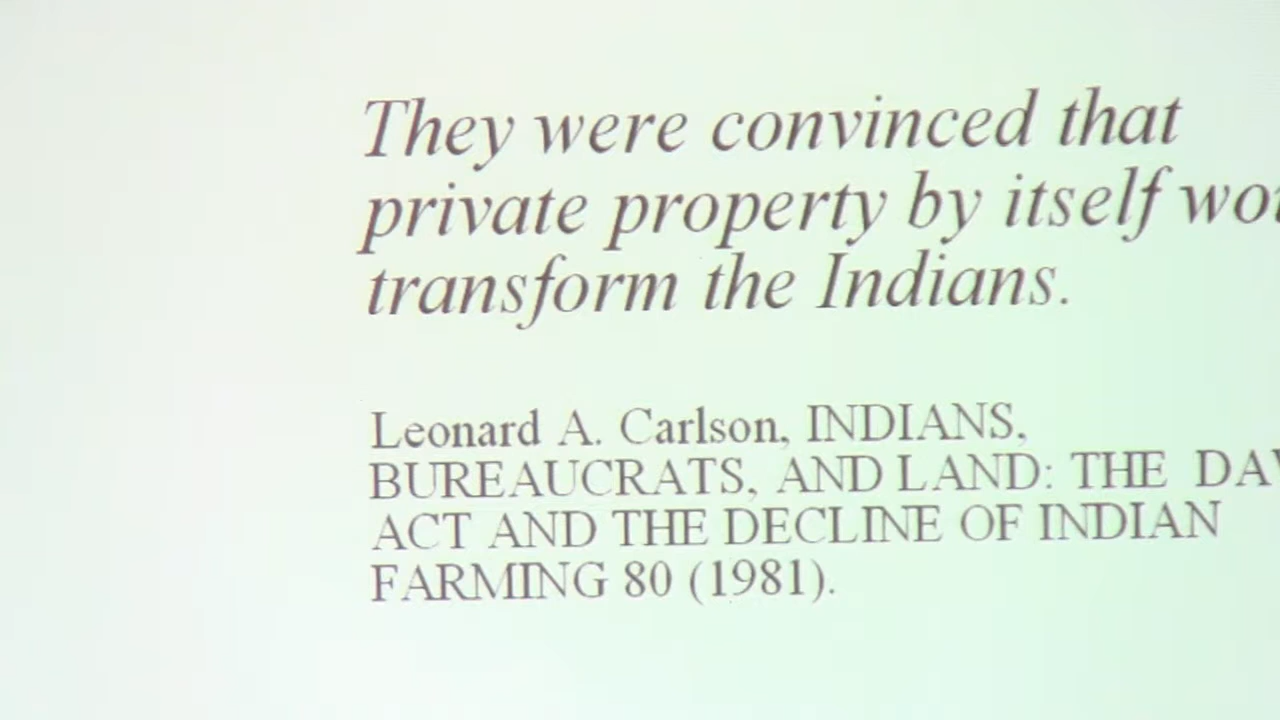 They were convinced that
private property by itself
transform the Indians.
Leonard A. Carlson, INDIANS,
BUREAUCRATS, AND LAND: THE
ACT AND THE DECLINE OF INDIAN
FARMING 80 (1981).